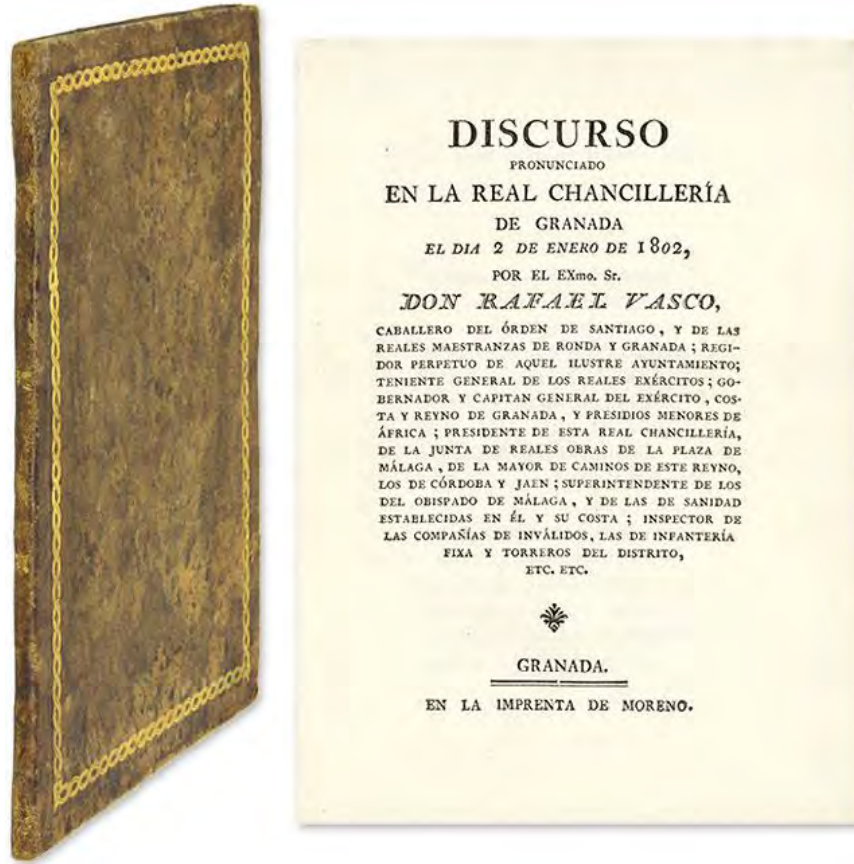 DISCURSO
PRONUNCIADO
EN LA REAL CHANCILLERÍA
DE GRANADA
EL DIA 2 DE ENERO DE 1802,
POR EL EXmo. Sr.
DON RAFAEL VASCO,
CABALLERO DEL ÓRDEN DE SANTIAGO, Y DE LAS
REALES MAESTRANZAS DE RONDA Y GRANADA; REGI-
DOR PERPETUO DE AQUEL ILUSTRE AYUNTAMIENTO;
TENIENTE GENERAL DE LOS REALES EXÉRCITOS; GO-
BERNADOR Y CAPITAN GENERAL DEL EXÉRCITO, COS-
TA Y REYNO DE GRANADA, Y PRESIDIOS MENORES DE
ÁFRICA; PRESIDENTE DE ESTA REAL CHANCILLERÍA,
DE LA JUNTA DE REALES OBRAS DE LA PLAZA DE
MÁLAGA, DE LA MAYOR DE CAMINOS DE ESTE REYNO,
LOS DE CÓRDOBA Y JAEN; SUPERINTENDENTE DE LOS
DEL OBISPADO DE MÁLAGA, Y DE LAS DE SANIDAD
ESTABLECIDAS EN ÉL Y SU COSTA; INSPECTOR DE
LAS COMPAÑÍAS DE INVÁLIDOS, LAS DE INFANTERÍA
FIXA Y TORREROS DEL DISTRITO,
ETC. ETC.
GRANADA.
EN LA IMPRENTA DE MORENO.